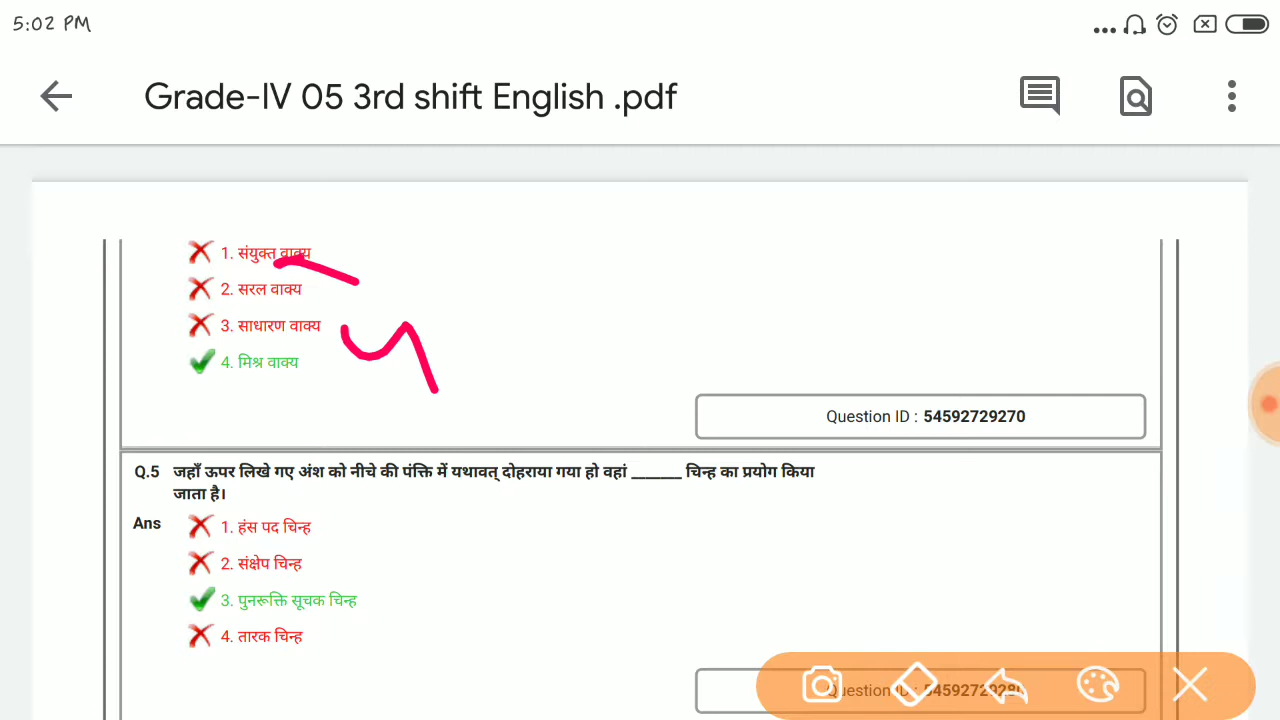 5:02 PM
Grade-IV 05 3rd shift English .pdf
1. संयुक्त वाक्य
2. सरल वाक्य
3. साधारण वाक्य
4. मिश्र वाक्य
Question ID : 54592729270
Q.5 जहाँ ऊपर लिखे गए अंश को नीचे की पंक्ति में यथावत् दोहराया गया हो वहां _______ चिन्ह का प्रयोग किया
जाता है।
Ans
1. हंस पद चिन्ह
2. संक्षेप चिन्ह
3. पुनरूक्ति सूचक चिन्ह
4. तारक चिन्ह
Question ID :